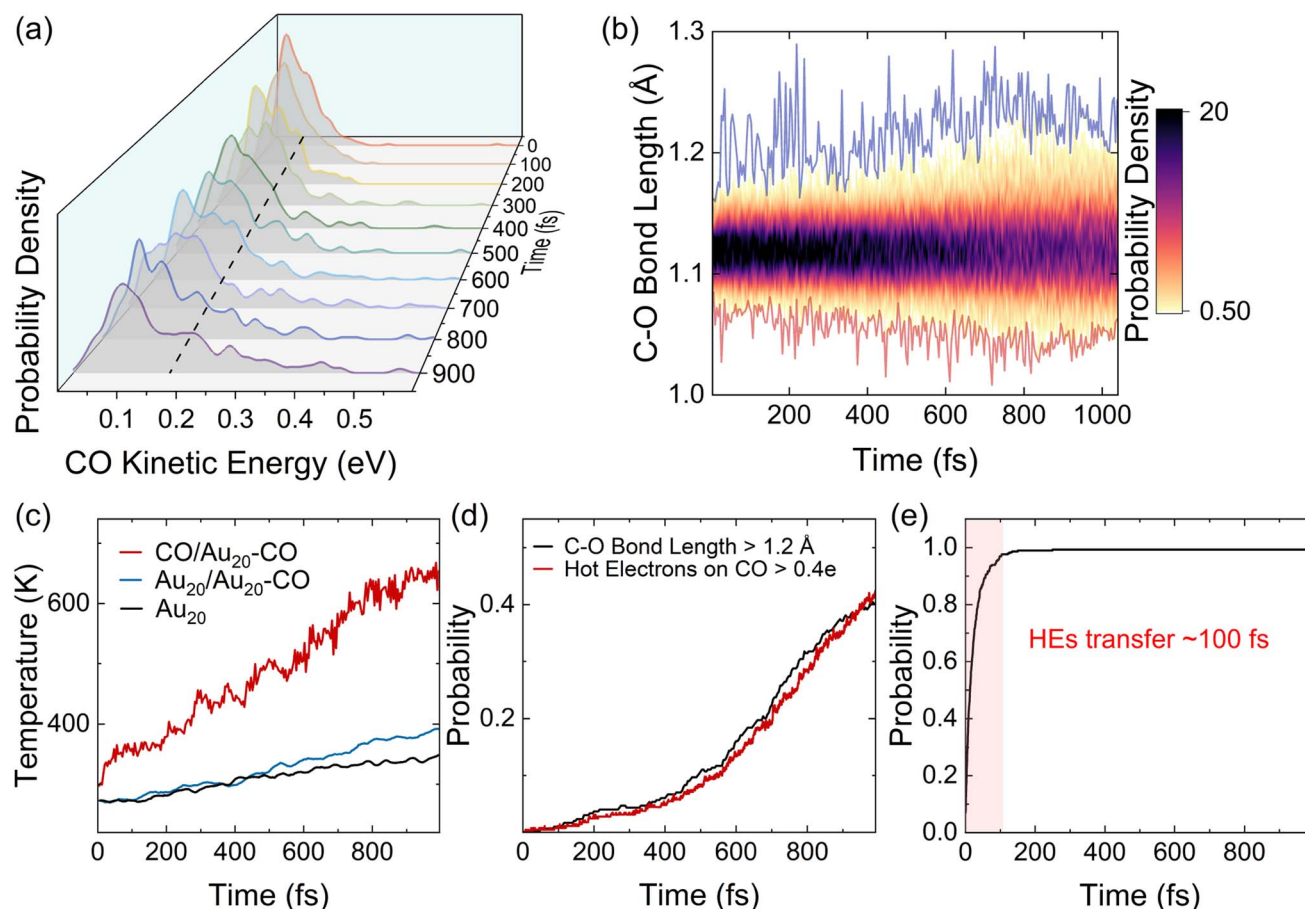 (a)
Probability Density
0.1 0.2 0.3 0.4 0.5
CO Kinetic Energy (eV)
0
100
200
300
400
500
600
700
800
900
Time (fs)
(b)
C-O Bond Length (Å)
1.3
1.2
1.1
1.0
200 400 600 800 1000
Time (fs)
20
0.50
Probability Density
(c)
Temperature (K)
600
400
CO/Au20-CO
Au20/Au20-CO
Au20
0 200 400 600 800
Time (fs)
(d)
Probability
0.4
0.2
C-O Bond Length > 1.2 Å
Hot Electrons on CO > 0.4e
0 200 400 600 800
Time (fs)
(e)
Probability
1.0
0.8
0.6
0.4
0.2
0.0
HEs transfer ~100 fs
0 200 400 600 800
Time (fs)